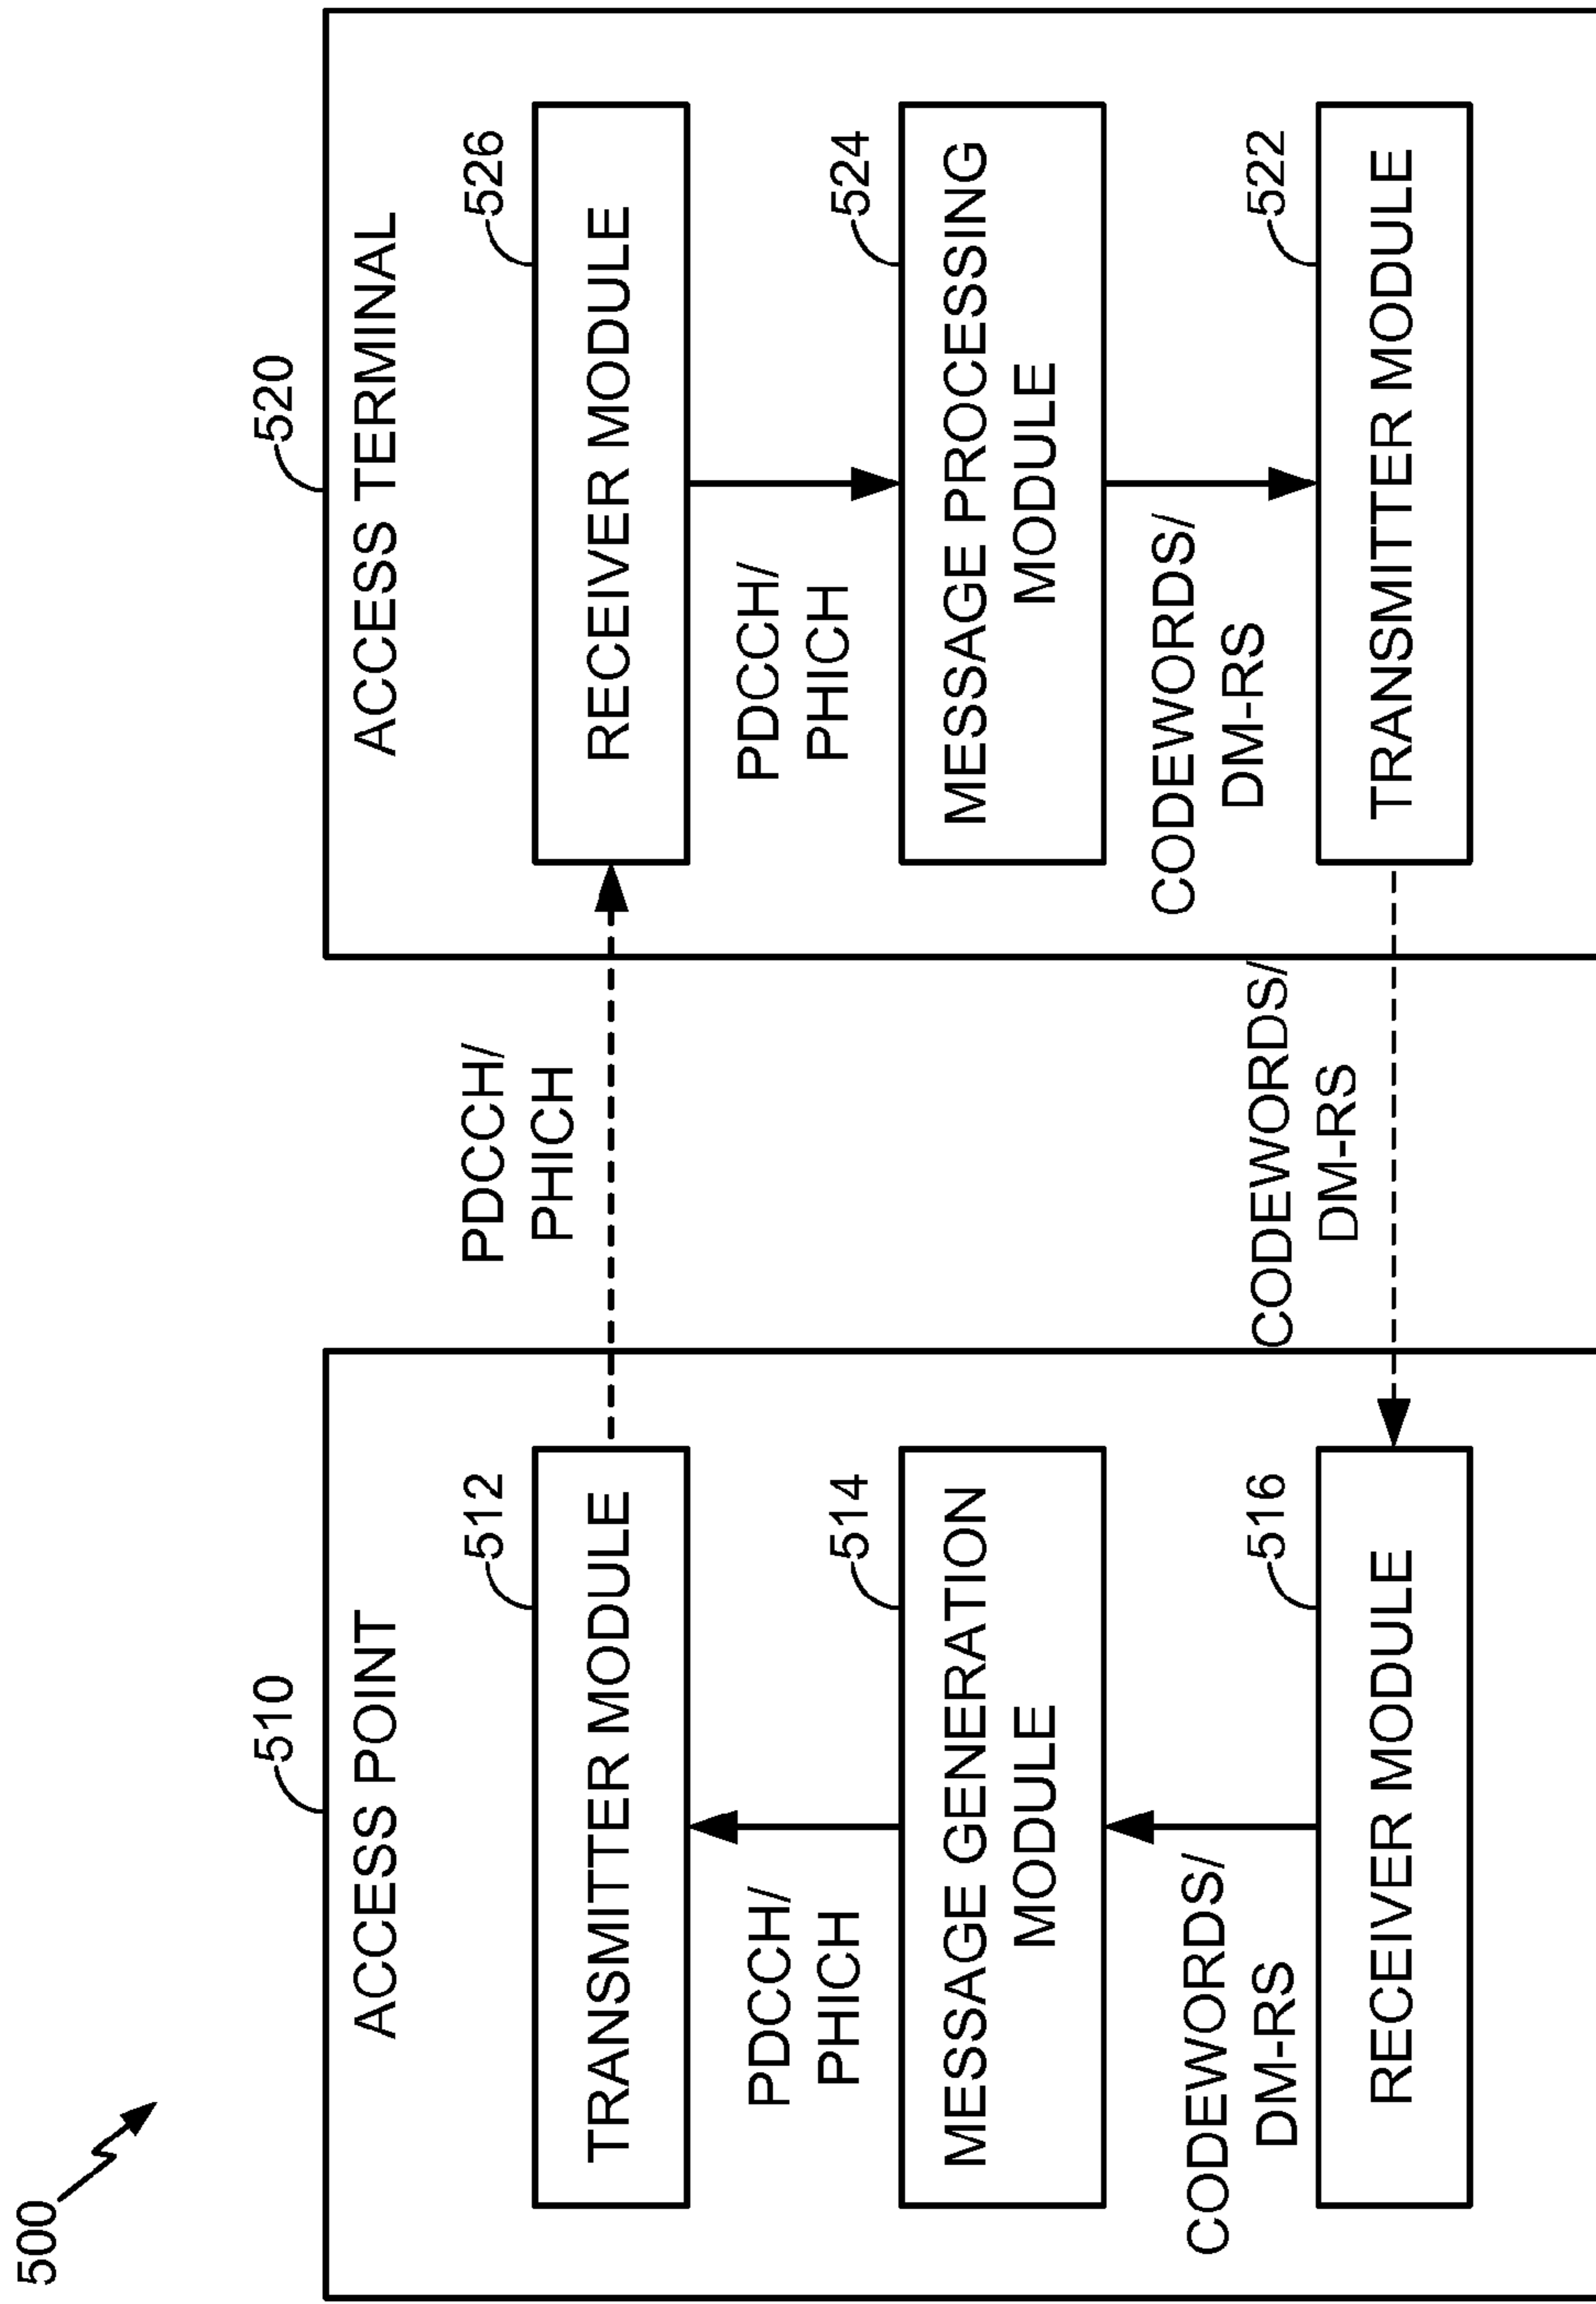 500
510
ACCESS POINT
512
TRANSMITTER MODULE
PDCCH/
PHICH
514
MESSAGE GENERATION
MODULE
CODEWORDS/
DM-RS
516
RECEIVER MODULE
PDCCH/
PHICH
CODEWORDS/
DM-RS
520
ACCESS TERMINAL
526
RECEIVER MODULE
PDCCH/
PHICH
524
MESSAGE PROCESSING
MODULE
CODEWORDS/
DM-RS
522
TRANSMITTER MODULE